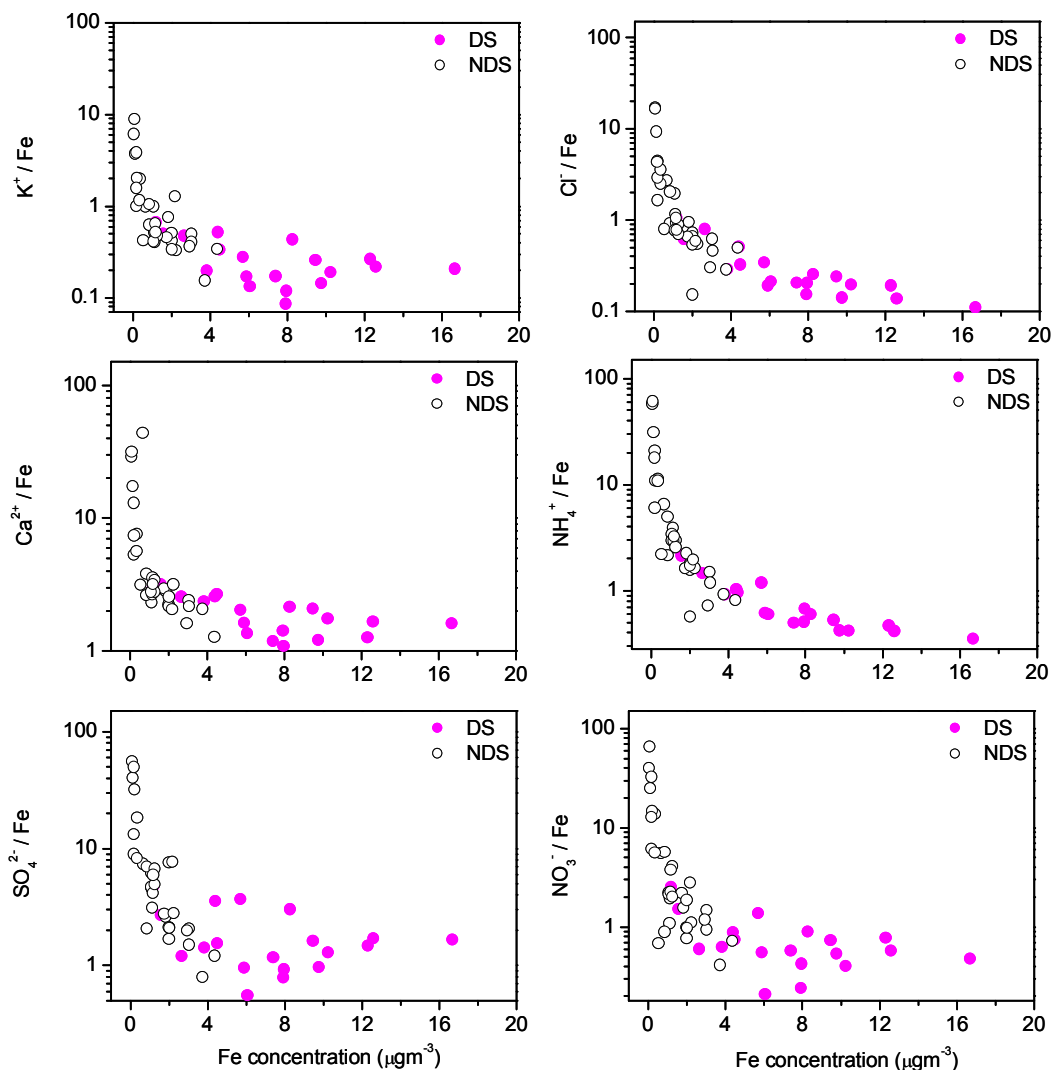 DS
NDS
K⁺ / Fe
100
10
1
0.1
0 4 8 12 16 20
DS
NDS
Cl⁻ / Fe
100
10
1
0.1
0 4 8 12 16 20
DS
NDS
Ca²⁺ / Fe
100
10
1
0 4 8 12 16 20
DS
NDS
NH₄⁺ / Fe
100
10
1
0 4 8 12 16 20
DS
NDS
SO₄²⁻ / Fe
100
10
1
0 4 8 12 16 20
Fe concentration (μgm⁻³)
DS
NDS
NO₃⁻ / Fe
100
10
1
0 4 8 12 16 20
Fe concentration (μgm⁻³)